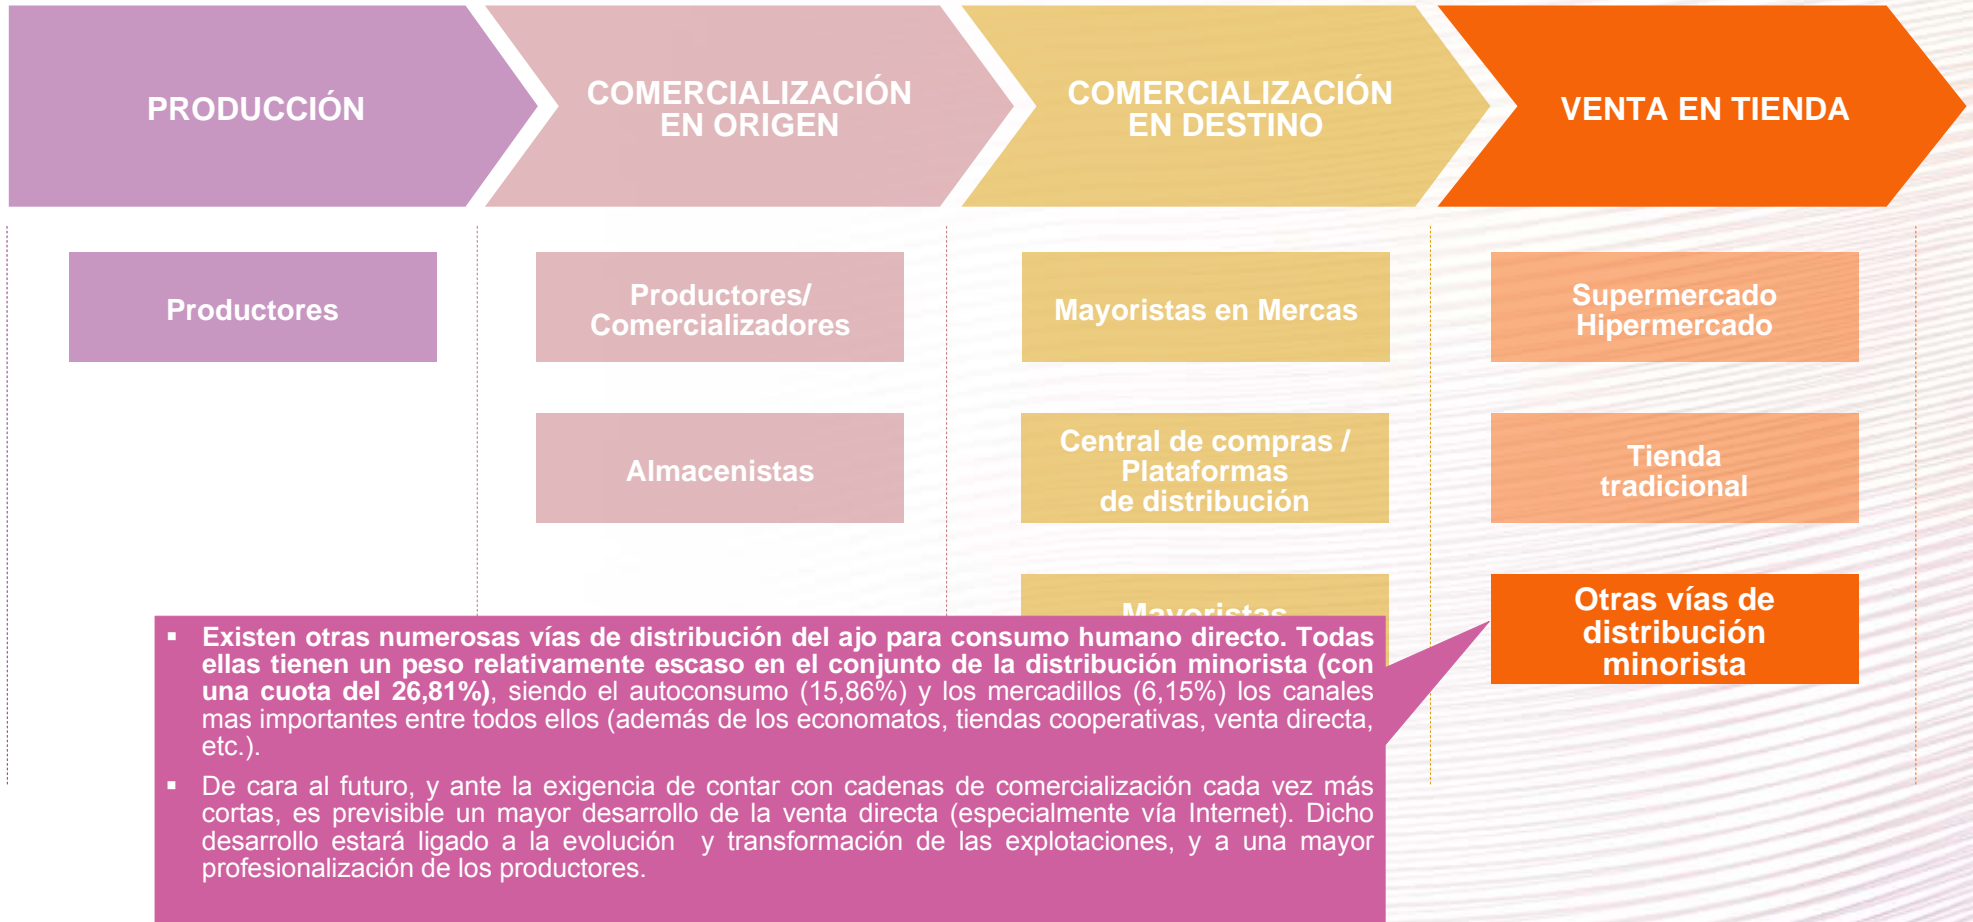 PRODUCCIÓN
COMERCIALIZACIÓN
EN ORIGEN
COMERCIALIZACIÓN
EN DESTINO
VENTA EN TIENDA
Productores
Productores/
Comercializadores
Mayoristas en Mercas
Supermercado
Hipermercado
Almacenistas
Central de compras /
Plataformas
de distribución
Tienda
tradicional
Mayoristas
Otras vías de
distribución
minorista
▪ Existen otras numerosas vías de distribución del ajo para consumo humano directo. Todas
ellas tienen un peso relativamente escaso en el conjunto de la distribución minorista (con
una cuota del 26,81%), siendo el autoconsumo (15,86%) y los mercadillos (6,15%) los canales
mas importantes entre todos ellos (además de los economatos, tiendas cooperativas, venta directa,
etc.).
▪ De cara al futuro, y ante la exigencia de contar con cadenas de comercialización cada vez más
cortas, es previsible un mayor desarrollo de la venta directa (especialmente vía Internet). Dicho
desarrollo estará ligado a la evolución y transformación de las explotaciones, y a una mayor
profesionalización de los productores.